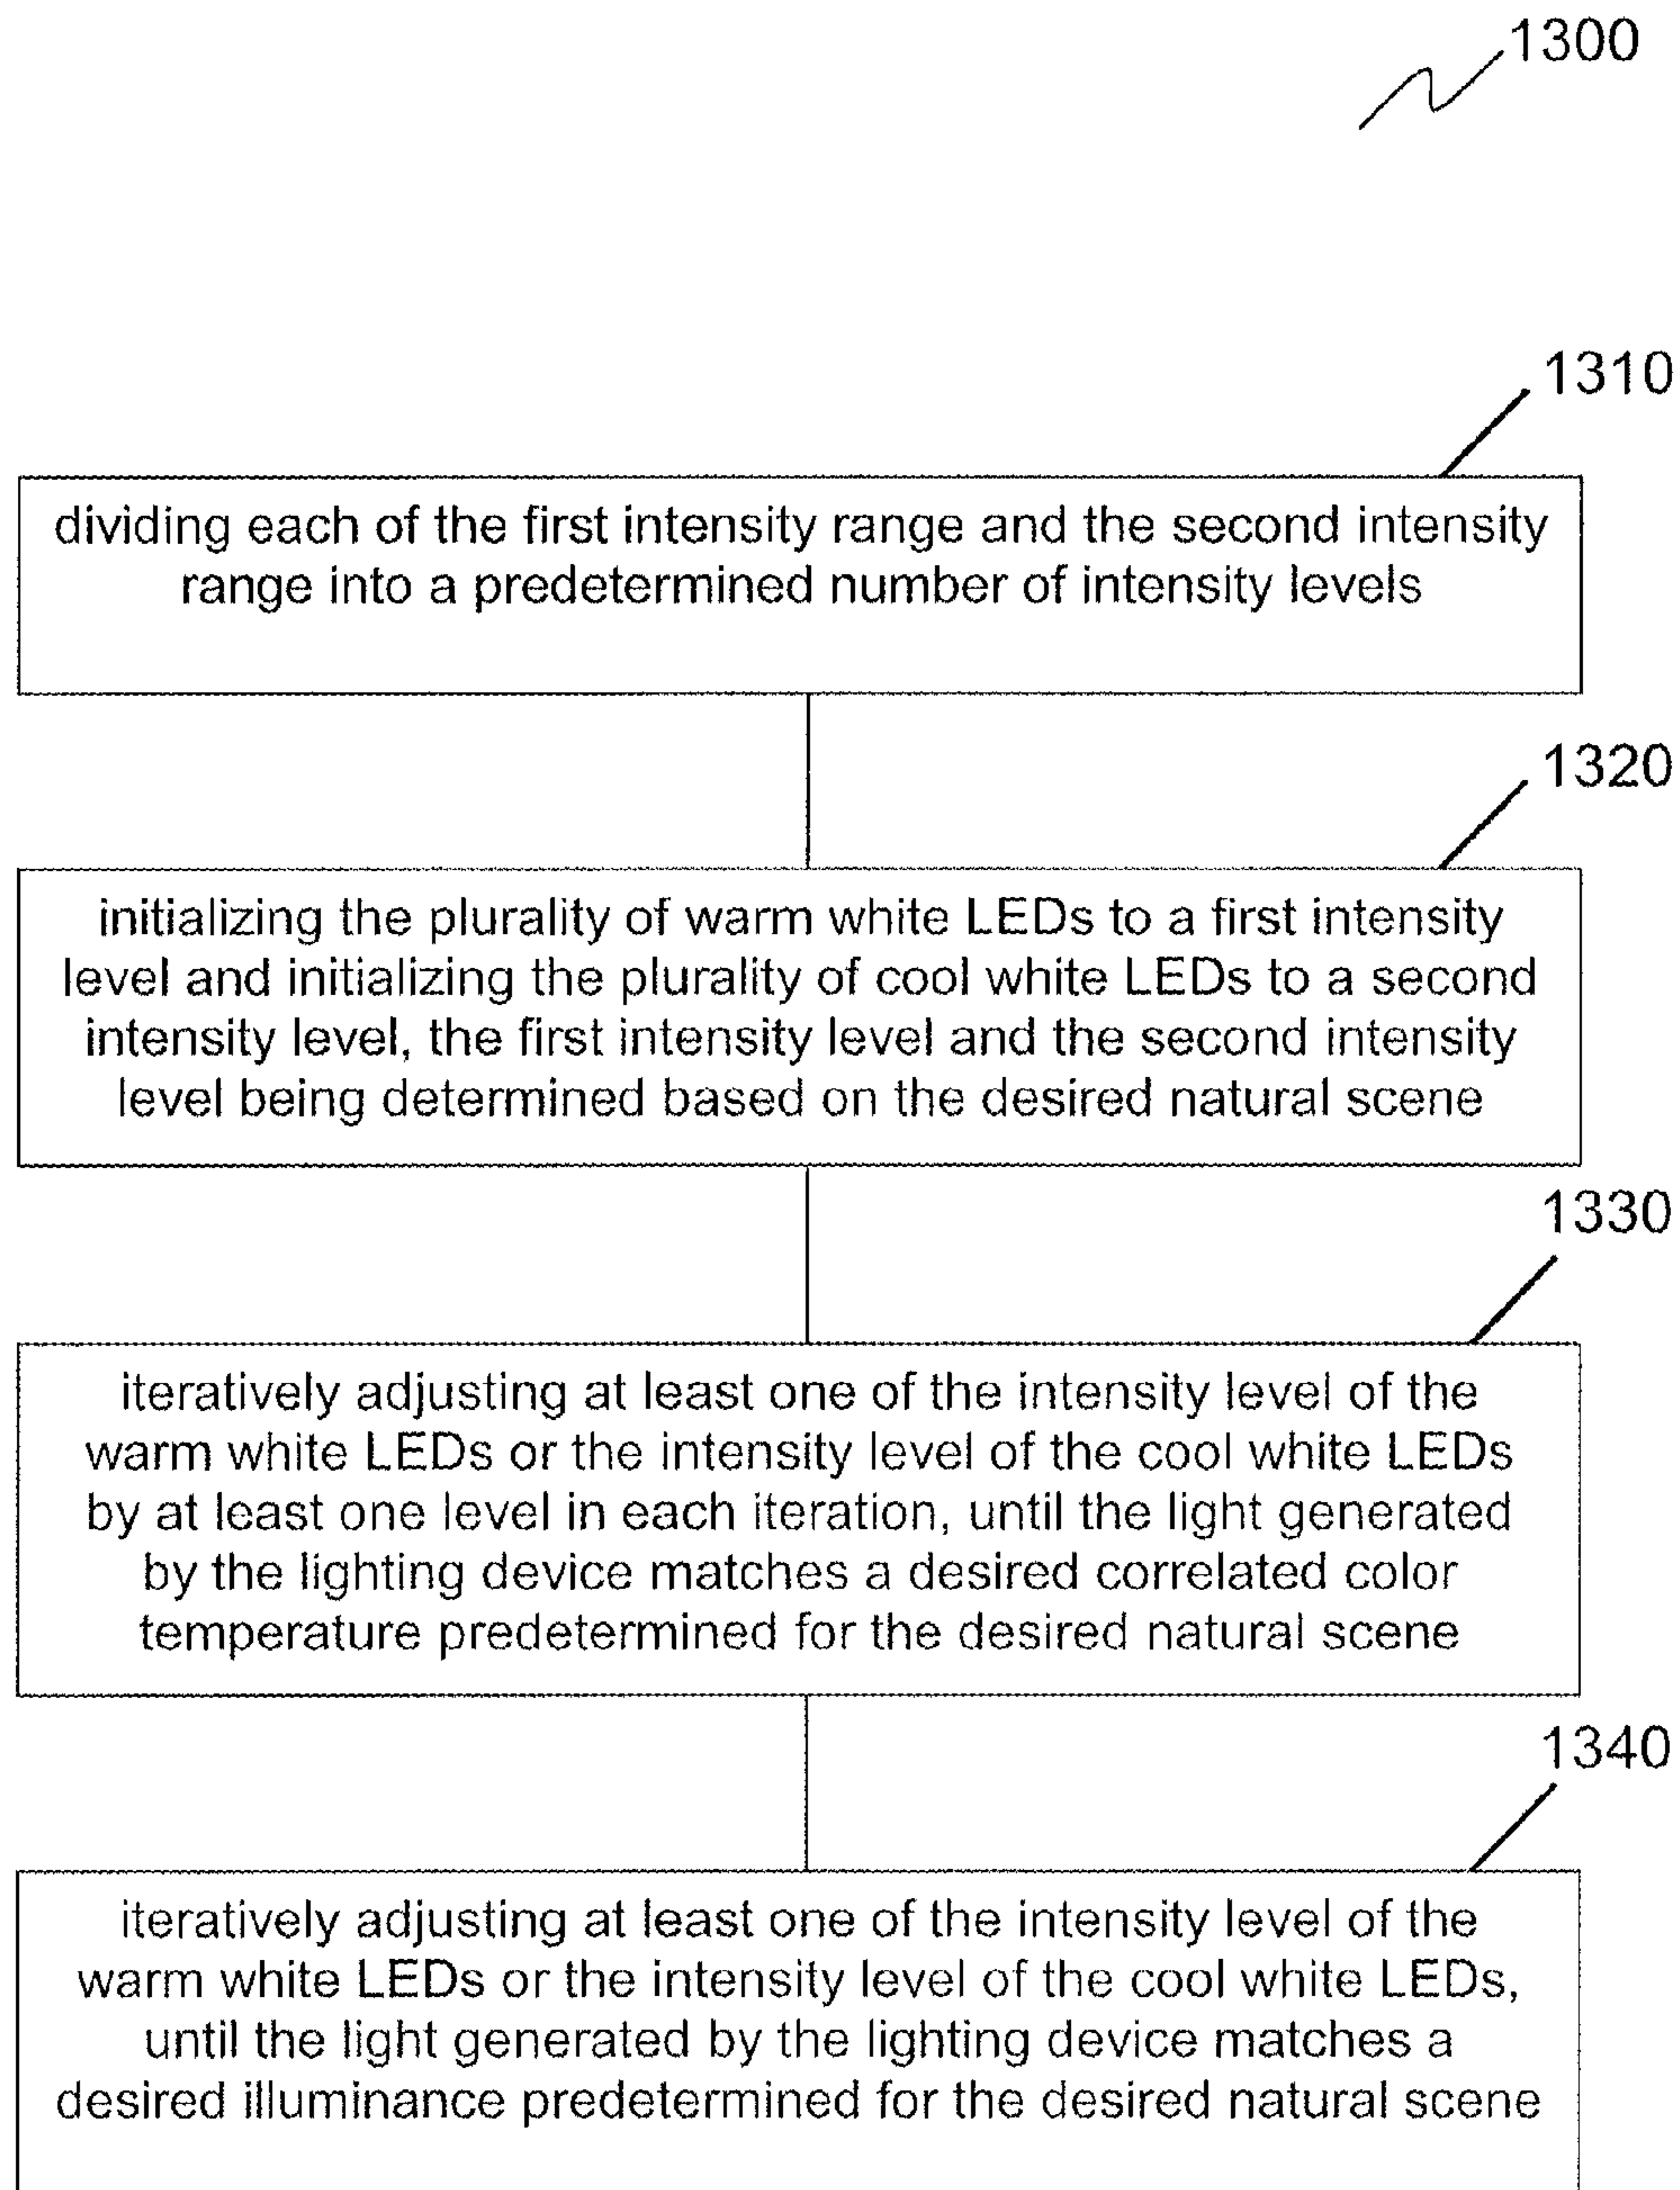 1300
1310
dividing each of the first intensity range and the second intensity
range into a predetermined number of intensity levels
1320
initializing the plurality of warm white LEDs to a first intensity
level and initializing the plurality of cool white LEDs to a second
intensity level, the first intensity level and the second intensity
level being determined based on the desired natural scene
1330
iteratively adjusting at least one of the intensity level of the
warm white LEDs or the intensity level of the cool white LEDs
by at least one level in each iteration, until the light generated
by the lighting device matches a desired correlated color
temperature predetermined for the desired natural scene
1340
iteratively adjusting at least one of the intensity level of the
warm white LEDs or the intensity level of the cool white LEDs,
until the light generated by the lighting device matches a
desired illuminance predetermined for the desired natural scene